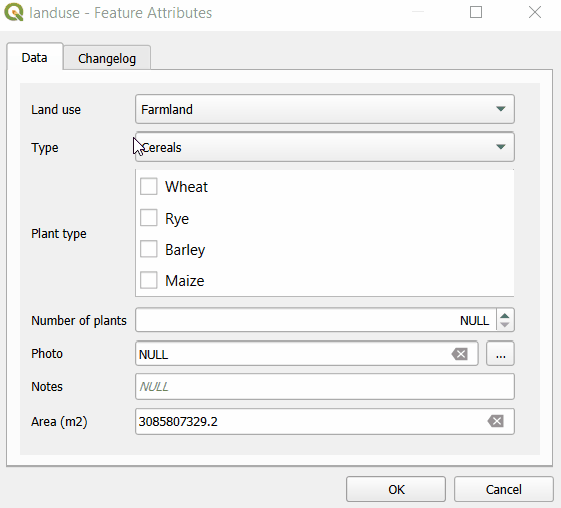 landuse - Feature Attributes
Data Changelog
Land use Farmland
Type Cereals
Plant type
Wheat
Rye
Barley
Maize
Number of plants NULL
Photo NULL ...
Notes NULL
Area (m2) 3085807329.2
OK Cancel